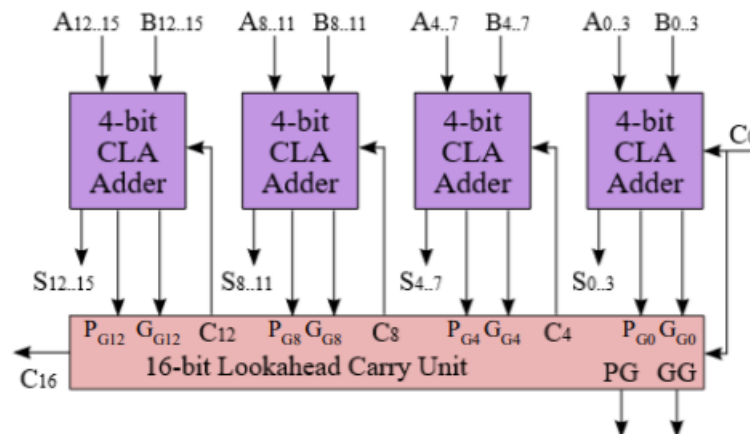 A12..15 B12..15 A8..11 B8..11 A4..7 B4..7 A0..3 B0..3
4-bit CLA Adder
4-bit CLA Adder
4-bit CLA Adder
4-bit CLA Adder
C
S12..15 S8..11 S4..7 S0..3
PG12 GG12 C12 PG8 GG8 C8 PG4 GG4 C4 PG0 GG0
16-bit Lookahead Carry Unit
PG GG
C16